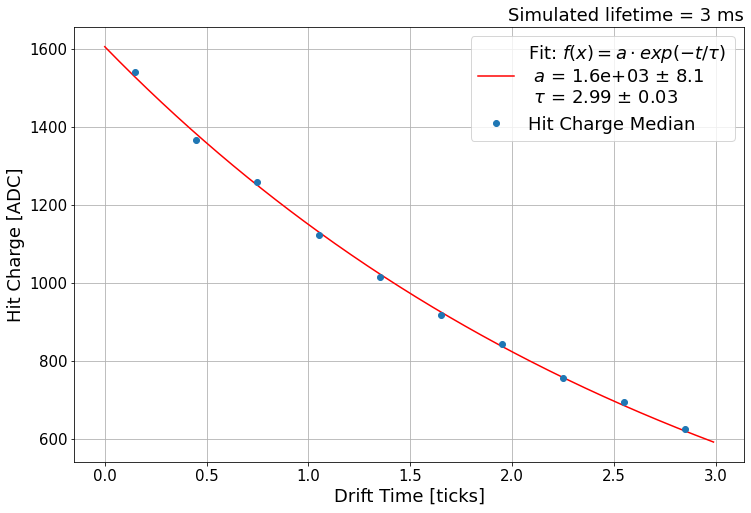 Simulated lifetime = 3 ms
Fit: f(x) = a · exp(−t/τ)
a = 1.6e+03 ± 8.1
τ = 2.99 ± 0.03
Hit Charge Median
Hit Charge [ADC]
1600
1400
1200
1000
800
600
0.0 0.5 1.0 1.5 2.0 2.5 3.0
Drift Time [ticks]